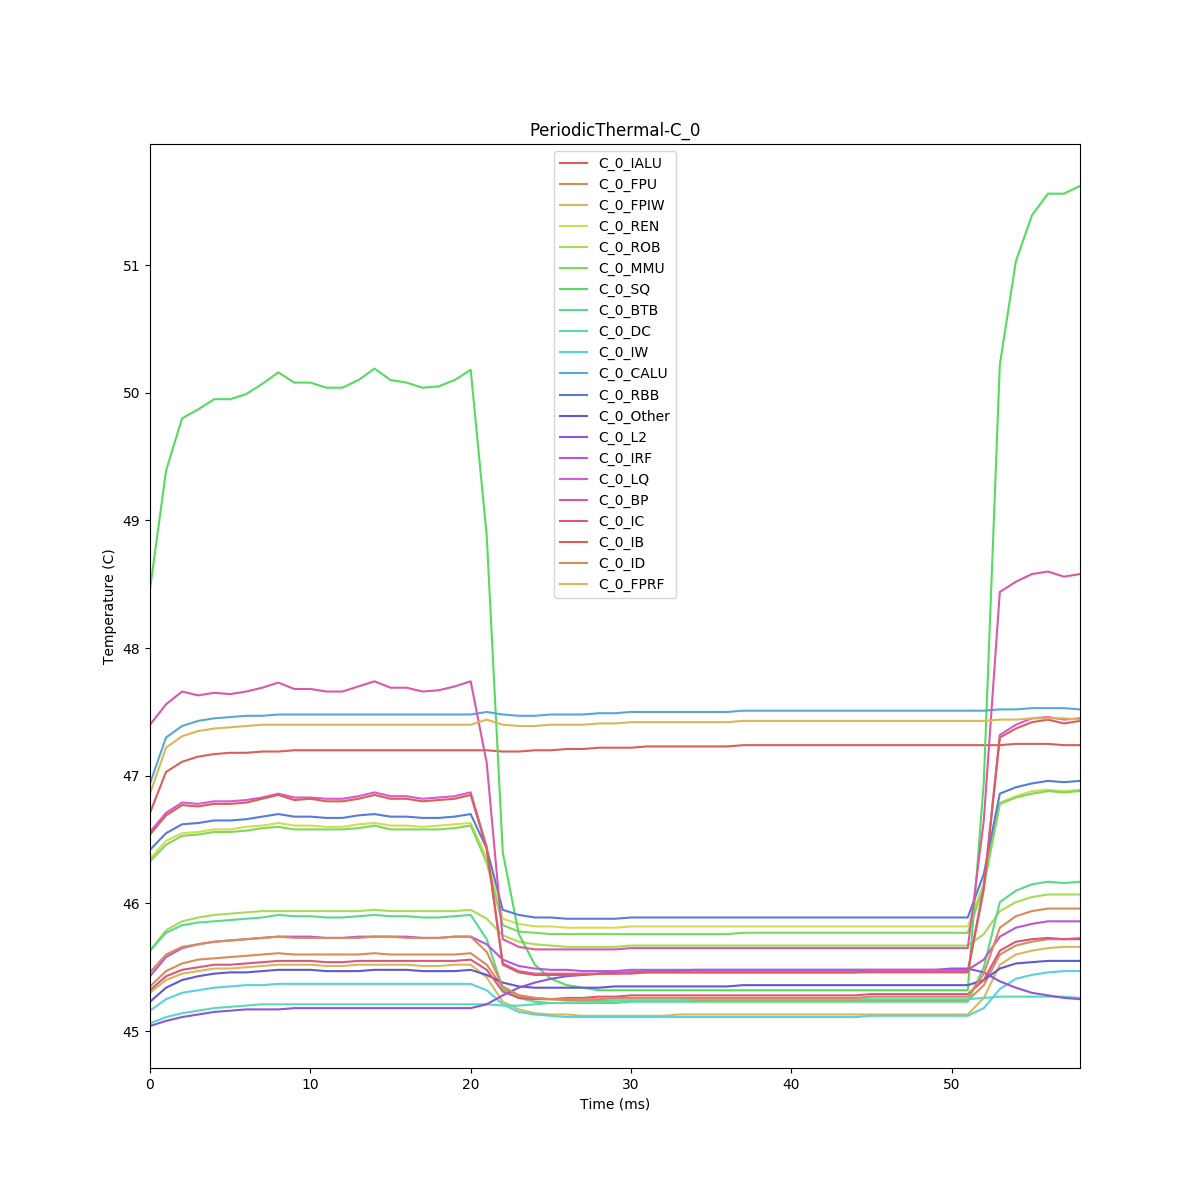 PeriodicThermal-C_0
C_0_IALU
C_0_FPU
C_0_FPIW
C_0_REN
C_0_ROB
C_0_MMU
C_0_SQ
C_0_BTB
C_0_DC
C_0_IW
C_0_CALU
C_0_RBB
C_0_Other
C_0_L2
C_0_IRF
C_0_LQ
C_0_BP
C_0_IC
C_0_IB
C_0_ID
C_0_FPRF
51
50
49
48
47
46
45
Temperature (C)
0 10 20 30 40 50
Time (ms)